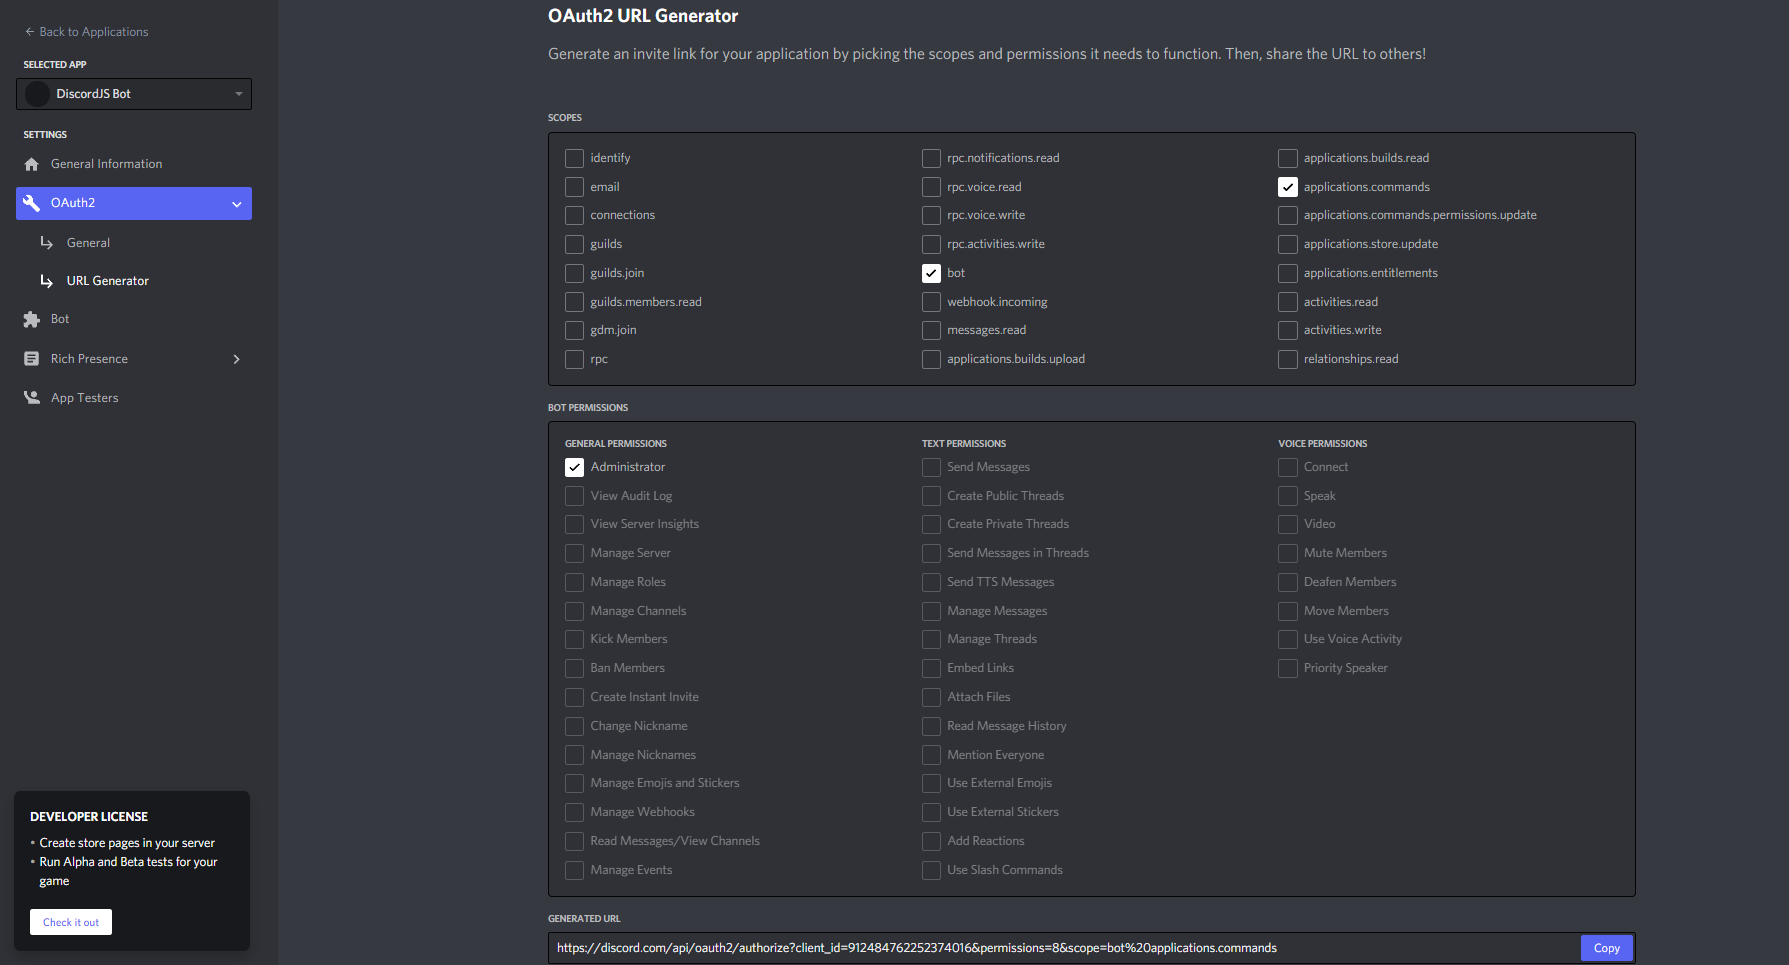 ← Back to Applications
SELECTED APP
DiscordJS Bot
SETTINGS
General Information
OAuth2
General
URL Generator
Bot
Rich Presence
App Testers
DEVELOPER LICENSE
• Create store pages in your server
• Run Alpha and Beta tests for your
game
Check it out
OAuth2 URL Generator
Generate an invite link for your application by picking the scopes and permissions it needs to function. Then, share the URL to others!
SCOPES
identify
email
connections
guilds
guilds.join
guilds.members.read
gdm.join
rpc
rpc.notifications.read
rpc.voice.read
rpc.voice.write
rpc.activities.write
bot
webhook.incoming
messages.read
applications.builds.upload
applications.builds.read
applications.commands
applications.commands.permissions.update
applications.store.update
applications.entitlements
activities.read
activities.write
relationships.read
BOT PERMISSIONS
GENERAL PERMISSIONS
Administrator
View Audit Log
View Server Insights
Manage Server
Manage Roles
Manage Channels
Kick Members
Ban Members
Create Instant Invite
Change Nickname
Manage Nicknames
Manage Emojis and Stickers
Manage Webhooks
Read Messages/View Channels
Manage Events
TEXT PERMISSIONS
Send Messages
Create Public Threads
Create Private Threads
Send Messages in Threads
Send TTS Messages
Manage Messages
Manage Threads
Embed Links
Attach Files
Read Message History
Mention Everyone
Use External Emojis
Use External Stickers
Add Reactions
Use Slash Commands
VOICE PERMISSIONS
Connect
Speak
Video
Mute Members
Deafen Members
Move Members
Use Voice Activity
Priority Speaker
GENERATED URL
https://discord.com/api/oauth2/authorize?client_id=912484762252374016&permissions=8&scope=bot%20applications.commands
Copy